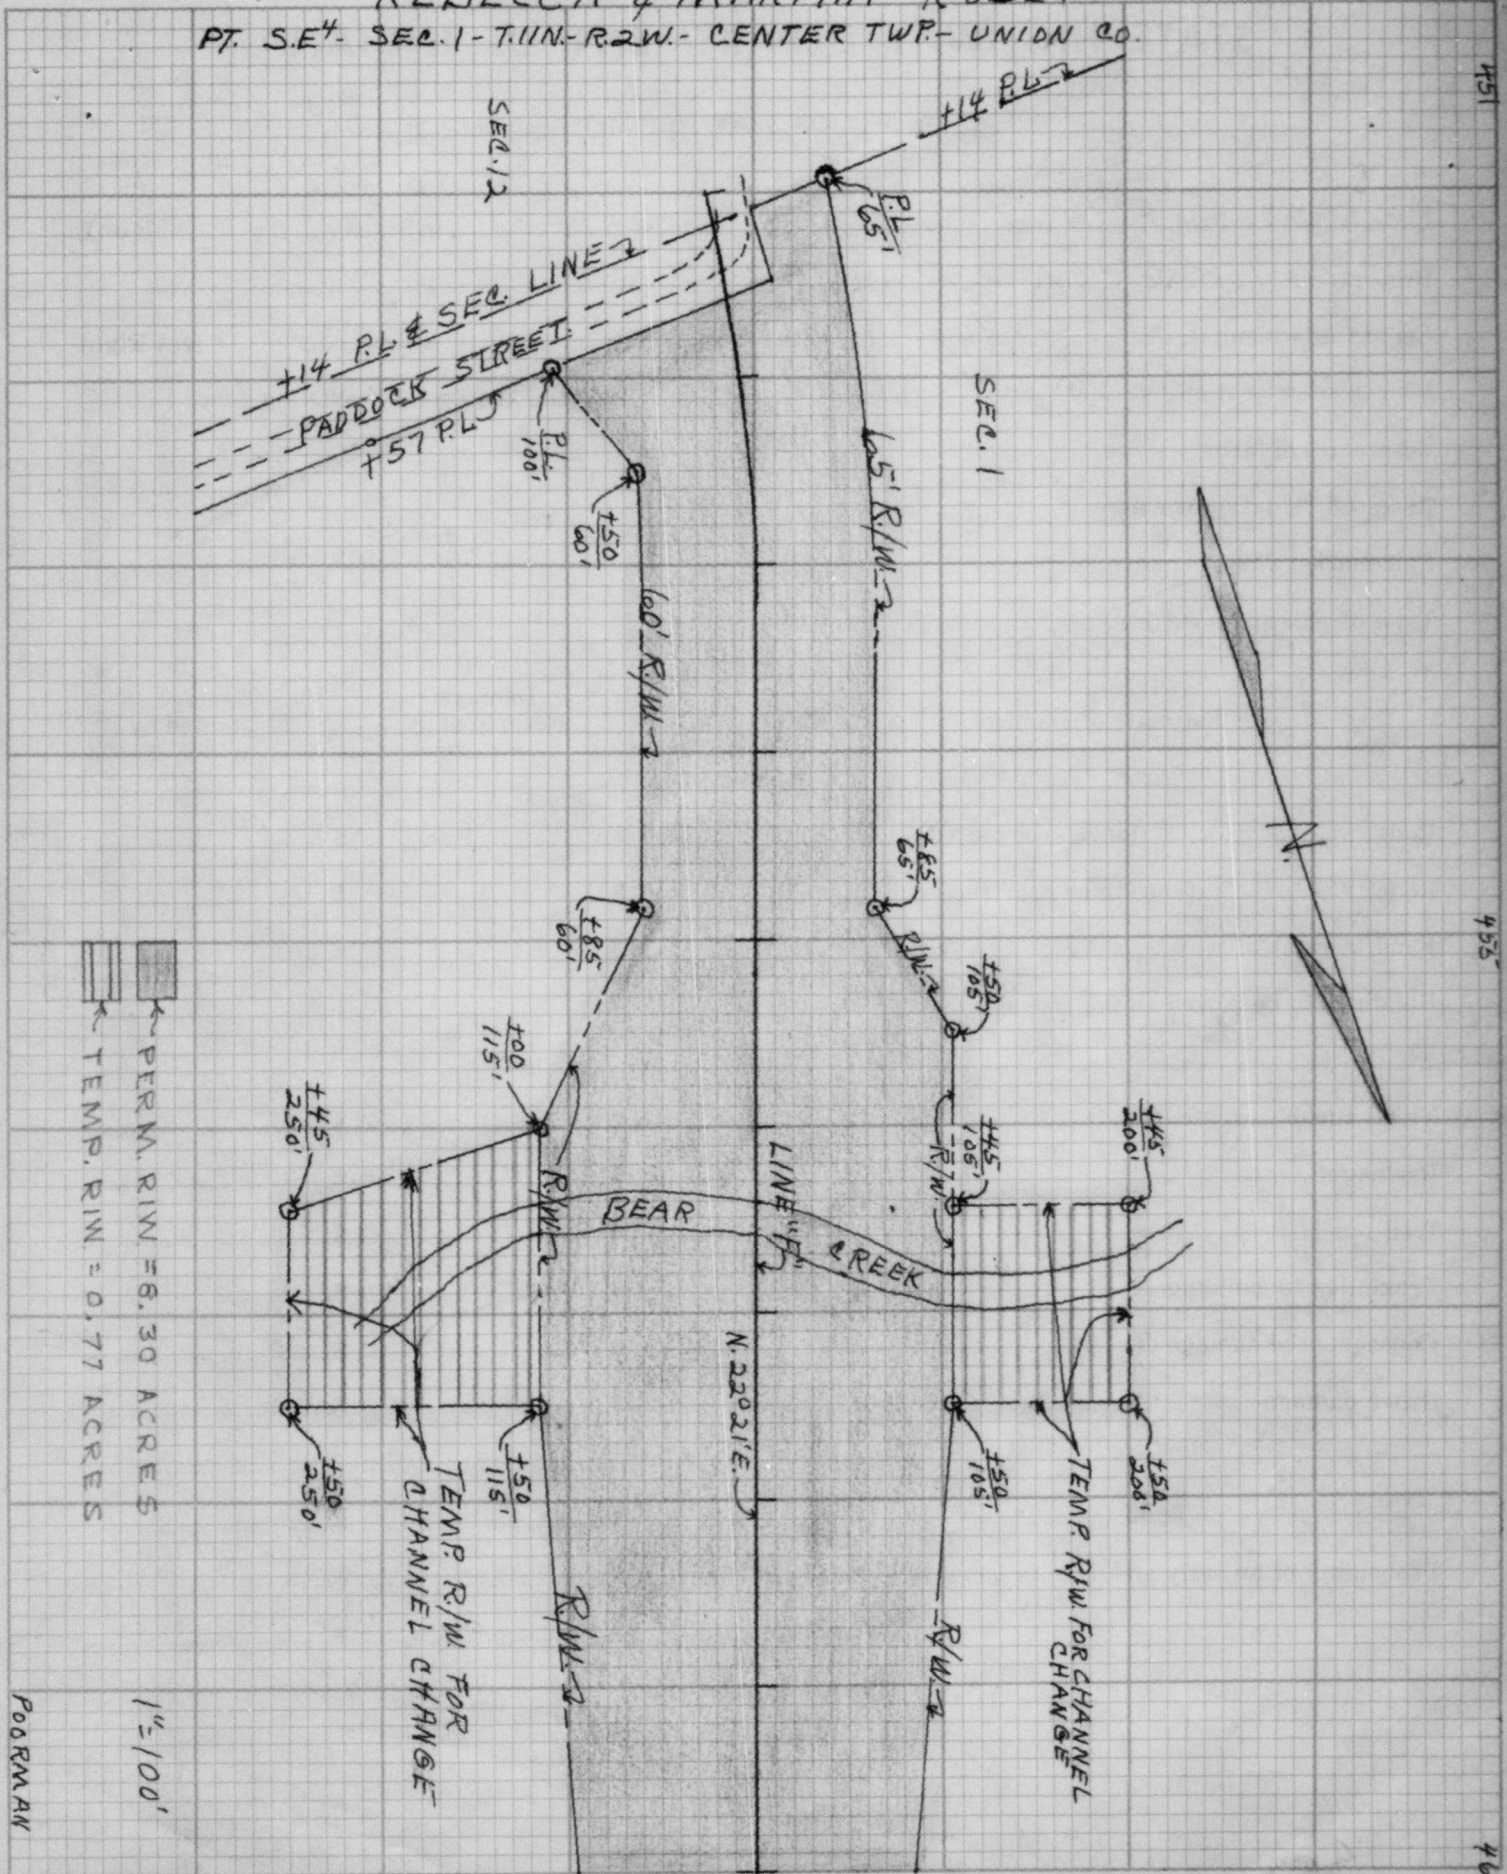 PT. S.E⁴- SEC. 1 - T.11N.- R.2W.- CENTER TWP.- UNION CO.
451
455
SEC. 12
SEC. 1
+14 P.L.
P.L.
65'
+14 P.L. & SEC. LINE
PADDOCK STREET
+57 P.L.
P.L.
100'
+50
60'
60' R./W.
65' R./W.
+85
60'
+85
65'
R/W.
+50
105'
+00
115'
+45
250'
+45
105'
+45
200'
R/W.
R./W.
N.
BEAR CREEK
LINE "F"
N. 22°21'E.
+50
250'
+50
115'
+50
105'
+50
200'
TEMP. R./W. FOR
CHANNEL CHANGE
TEMP. R/W. FOR CHANNEL
CHANGE
R./W.
R/W.
PERM. R/W = 8.30 ACRES
TEMP. R/W = 0.77 ACRES
1"=100'
POORMAN